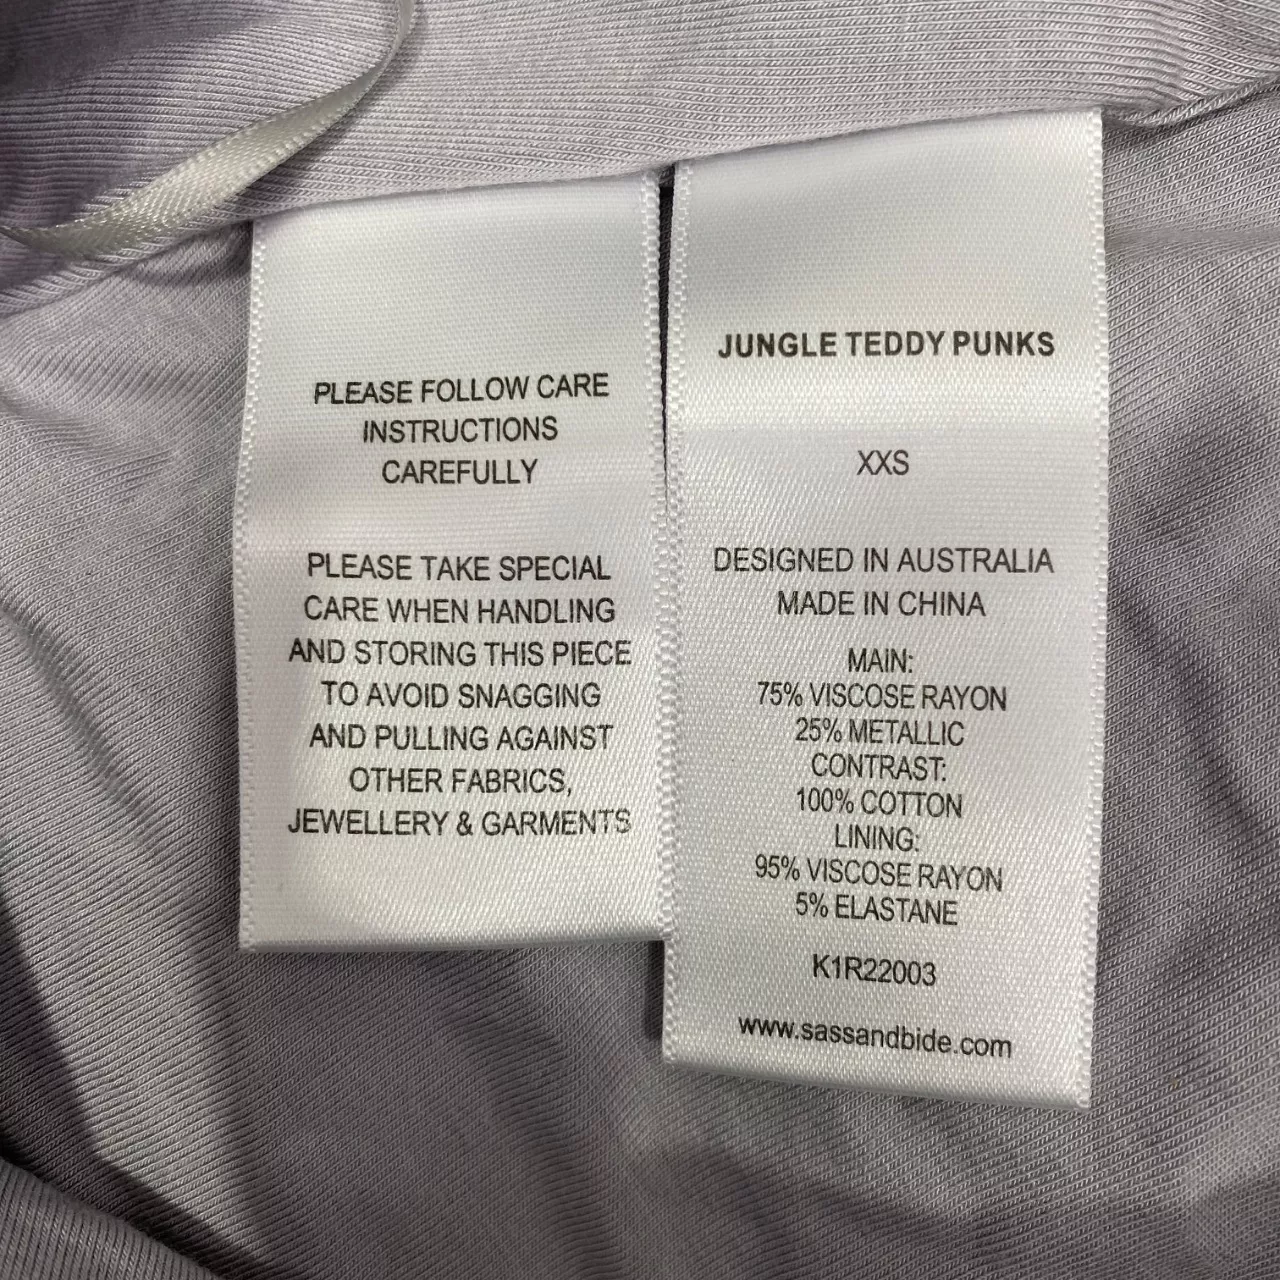 PLEASE FOLLOW CARE
INSTRUCTIONS
CAREFULLY
PLEASE TAKE SPECIAL
CARE WHEN HANDLING
AND STORING THIS PIECE
TO AVOID SNAGGING
AND PULLING AGAINST
OTHER FABRICS,
JEWELLERY & GARMENTS
JUNGLE TEDDY PUNKS
XXS
DESIGNED IN AUSTRALIA
MADE IN CHINA
MAIN:
75% VISCOSE RAYON
25% METALLIC
CONTRAST:
100% COTTON
LINING:
95% VISCOSE RAYON
5% ELASTANE
K1R22003
www.sassandbide.com